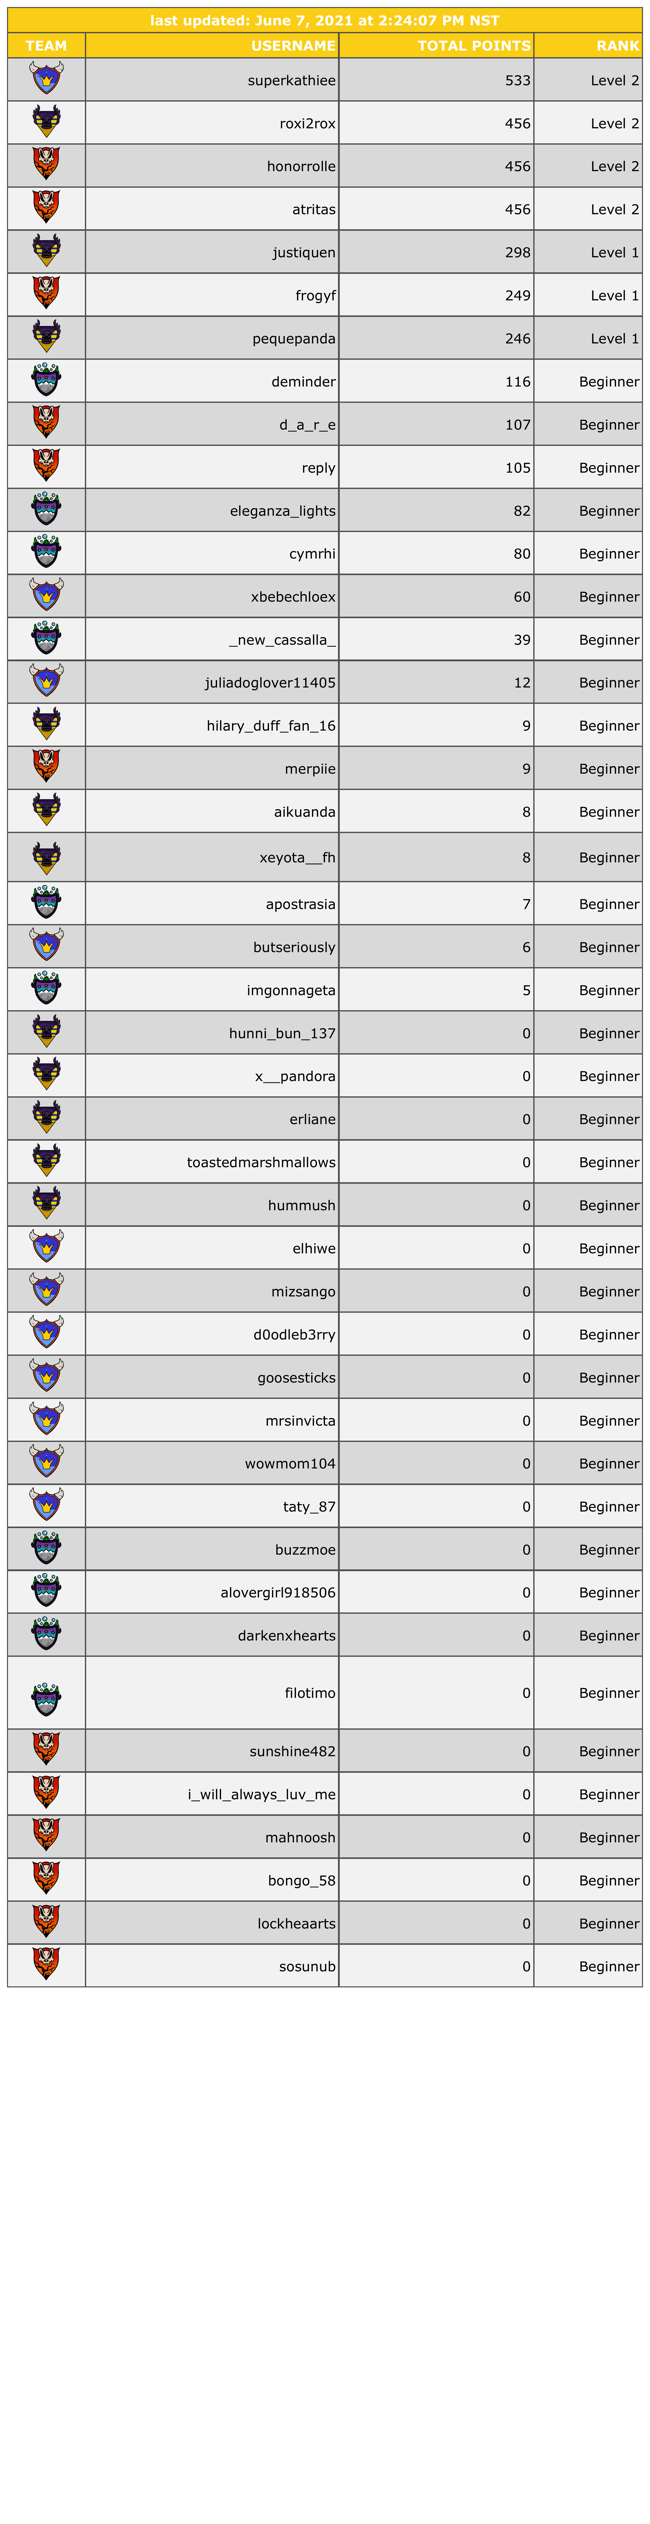 last updated: June 7, 2021 at 2:24:07 PM NST
TEAM USERNAME TOTAL POINTS RANK
superkathiee 533 Level 2
roxi2rox 456 Level 2
honorrolle 456 Level 2
atritas 456 Level 2
justiquen 298 Level 1
frogyf 249 Level 1
pequepanda 246 Level 1
deminder 116 Beginner
d_a_r_e 107 Beginner
reply 105 Beginner
eleganza_lights 82 Beginner
cymrhi 80 Beginner
xbebechloex 60 Beginner
_new_cassalla_ 39 Beginner
juliadoglover11405 12 Beginner
hilary_duff_fan_16 9 Beginner
merpiie 9 Beginner
aikuanda 8 Beginner
xeyota__fh 8 Beginner
apostrasia 7 Beginner
butseriously 6 Beginner
imgonnageta 5 Beginner
hunni_bun_137 0 Beginner
x__pandora 0 Beginner
erliane 0 Beginner
toastedmarshmallows 0 Beginner
hummush 0 Beginner
elhiwe 0 Beginner
mizsango 0 Beginner
d0odleb3rry 0 Beginner
goosesticks 0 Beginner
mrsinvicta 0 Beginner
wowmom104 0 Beginner
taty_87 0 Beginner
buzzmoe 0 Beginner
alovergirl918506 0 Beginner
darkenxhearts 0 Beginner
filotimo 0 Beginner
sunshine482 0 Beginner
i_will_always_luv_me 0 Beginner
mahnoosh 0 Beginner
bongo_58 0 Beginner
lockheaarts 0 Beginner
sosunub 0 Beginner